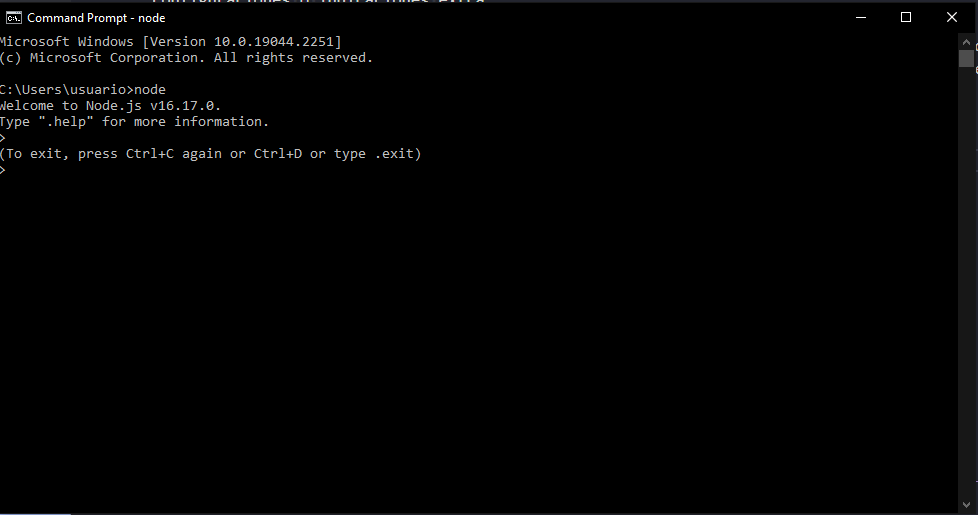 Command Prompt - node
Microsoft Windows [Version 10.0.19044.2251]
(c) Microsoft Corporation. All rights reserved.
C:\Users\usuario>node
Welcome to Node.js v16.17.0.
Type ".help" for more information.
>
(To exit, press Ctrl+C again or Ctrl+D or type .exit)
>